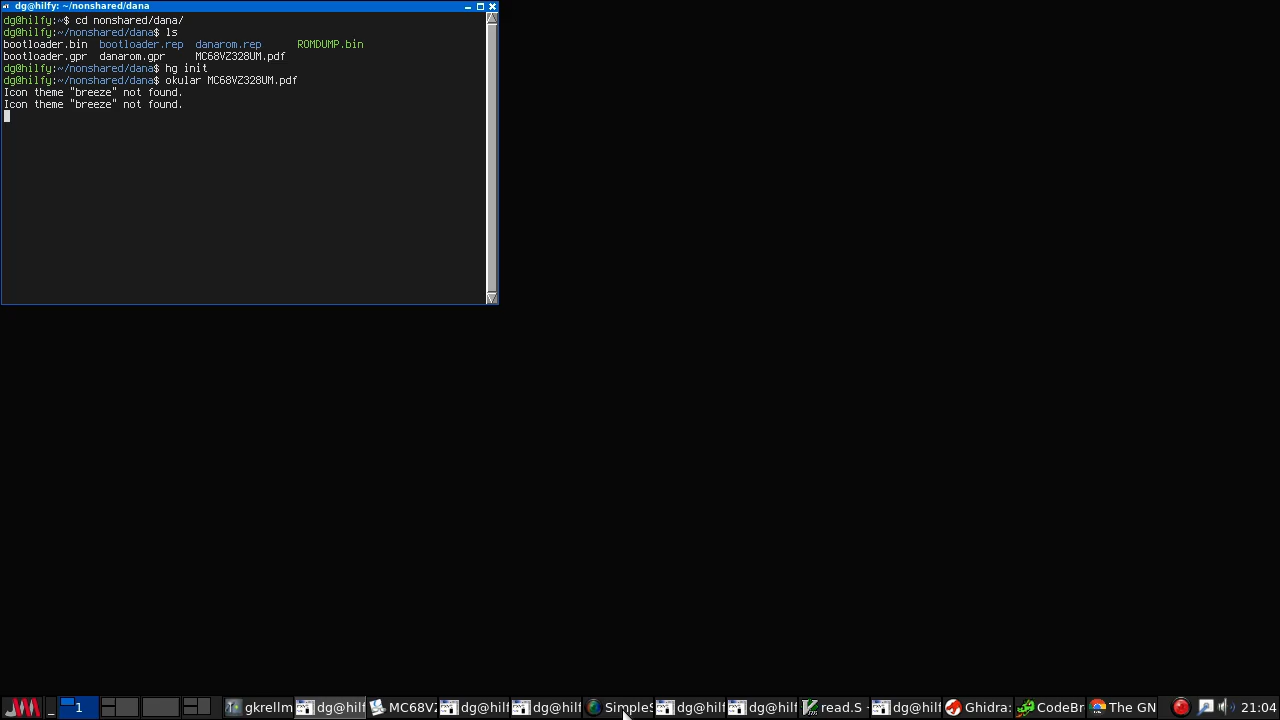 dg@hilfy: ~/nonshared/dana
dg@hilfy:~$ cd nonshared/dana/
dg@hilfy:~/nonshared/dana$ ls
bootloader.bin  bootloader.rep  danarom.rep      ROMDUMP.bin
bootloader.gpr  danarom.gpr     MC68VZ328UM.pdf
dg@hilfy:~/nonshared/dana$ hg init
dg@hilfy:~/nonshared/dana$ okular MC68VZ328UM.pdf
Icon theme "breeze" not found.
Icon theme "breeze" not found.
_ 1 gkrellm dg@hilf MC68VZ dg@hilf dg@hilf Simples dg@hilf dg@hilf read.S - dg@hilf Ghidra: CodeBr The GN 21:04